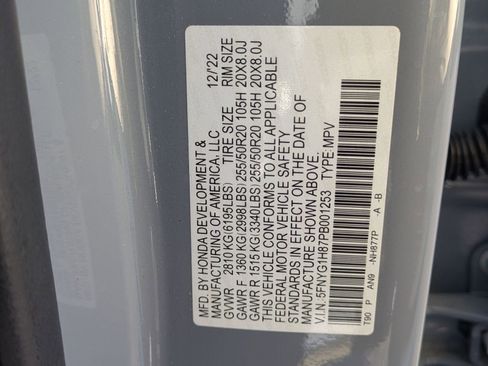 MFD. BY HONDA DEVELOPMENT &
MANUFACTURING OF AMERICA, LLC 12/22
GVWR 2810 KG(6195LBS) TIRE SIZE RIM SIZE
GAWR F 1360 KG(2998LBS)255/50R20 105H 20X8.0J
GAWR R 1515 KG(3340LBS)255/50R20 105H 20X8.0J
THIS VEHICLE CONFORMS TO ALL APPLICABLE
FEDERAL MOTOR VEHICLE SAFETY
STANDARDS IN EFFECT ON THE DATE OF
MANUFACTURE SHOWN ABOVE.
V.I.N.:5FNYG1H87PB001253 TYPE: MPV
T90 P AN9 -NH877P -A -B